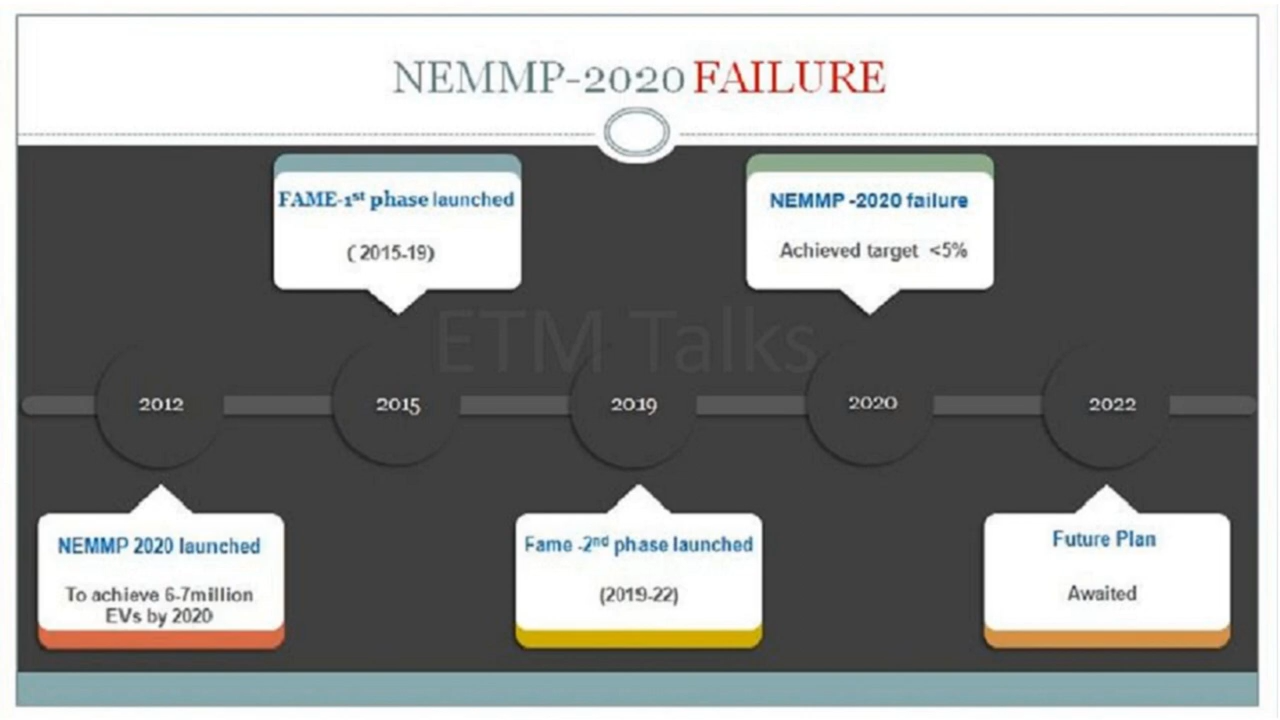 NEMMP-2020 FAILURE
FAME-1st phase launched
( 2015-19)
NEMMP -2020 failure
Achieved target <5%
ETM Talks
2012
2015
2019
2020
2022
NEMMP 2020 launched
To achieve 6-7million
EVs by 2020
Fame -2nd phase launched
(2019-22)
Future Plan
Awaited